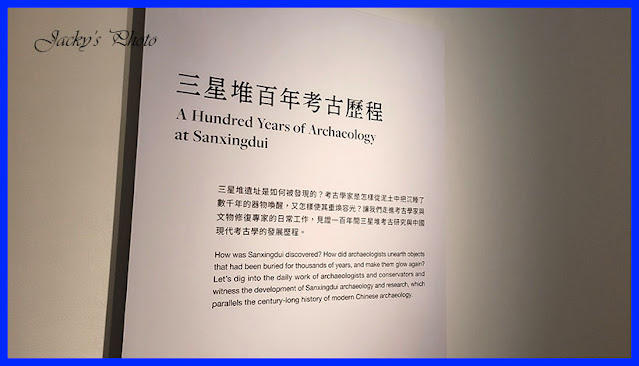 Jacky's Photo
三星堆百年考古歷程
A Hundred Years of Archaeology
at Sanxingdui
三星堆遺址是如何被發現的？考古學家是怎樣從泥土中把沉睡了
數千年的器物喚醒，又怎樣使其重煥容光？讓我們走進考古學家與
文物修復專家的日常工作，見證一百年間三星堆考古研究與中國
現代考古學的發展歷程。
How was Sanxingdui discovered? How did archaeologists unearth objects
that had been buried for thousands of years, and make them glow again?
Let's dig into the daily work of archaeologists and conservators and
witness the development of Sanxingdui archaeology and research, which
parallels the century-long history of modern Chinese archaeology.